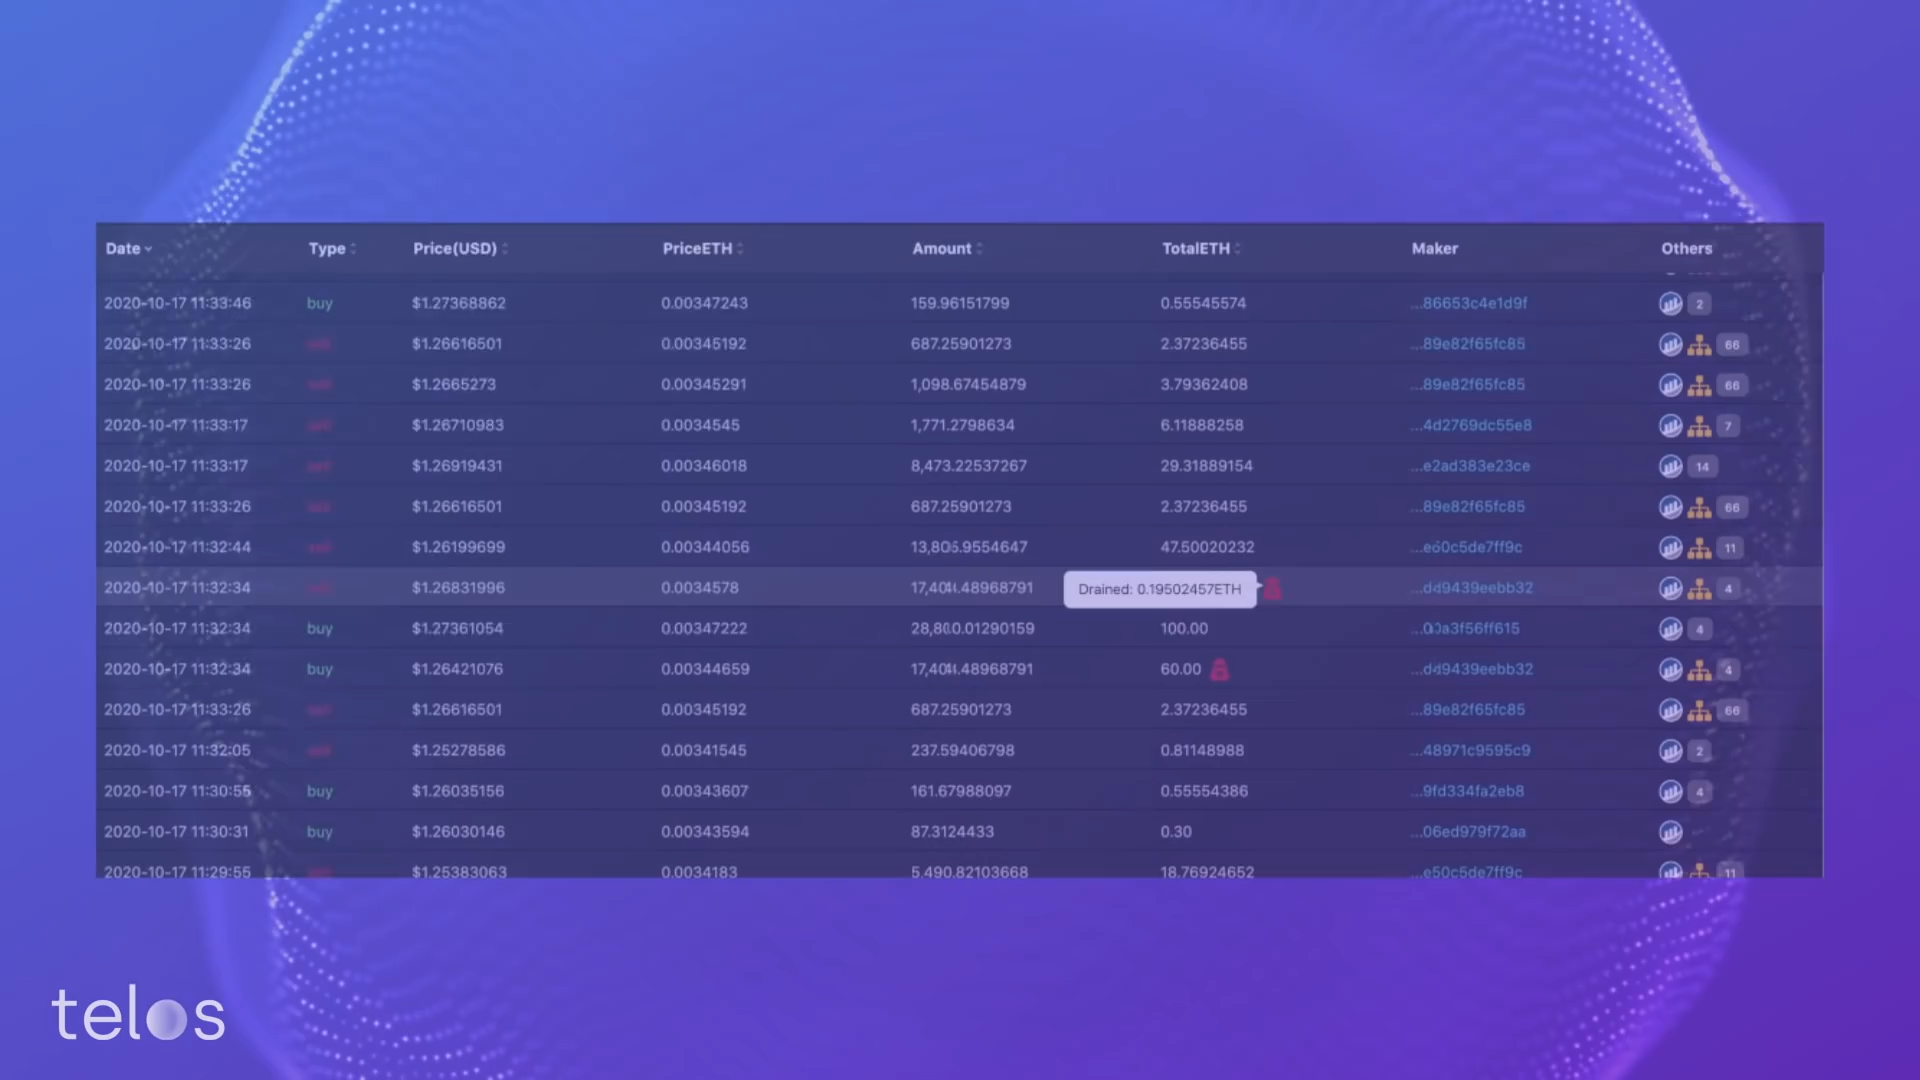 Date Type Price(USD) PriceETH Amount TotalETH Maker Others
2020-10-17 11:33:46 buy $1.27368862 0.00347243 159.96151799 0.55545574 ...86653c4e1d9f 2
2020-10-17 11:33:26 sell $1.26616501 0.00345192 687.25901273 2.37236455 ...89e82f65fc85 66
2020-10-17 11:33:26 sell $1.2665273 0.00345291 1,098.67454879 3.79362408 ...89e82f65fc85 66
2020-10-17 11:33:17 sell $1.26710983 0.0034545 1,771.2798634 6.11888258 ...4d2769dc55e8 7
2020-10-17 11:33:17 sell $1.26919431 0.00346018 8,473.22537267 29.31889154 ...e2ad383e23ce 14
2020-10-17 11:33:26 sell $1.26616501 0.00345192 687.25901273 2.37236455 ...89e82f65fc85 66
2020-10-17 11:32:44 sell $1.26199699 0.00344056 47.50020232 11
2020-10-17 11:32:34 sell $1.26831996 0.0034578 Drained: 0.19502457ETH ...dd9439eebb32 4
2020-10-17 11:32:34 buy $1.27361054 0.00347222 100.00 4
2020-10-17 11:32:34 buy $1.26421076 0.00344659 60.00 ...dd9439eebb32 4
2020-10-17 11:33:26 sell $1.26616501 0.00345192 687.25901273 2.37236455 ...89e82f65fc85 66
2020-10-17 11:32:05 sell $1.25278586 0.00341545 237.59406798 0.81148988 ...48971c9595c9 2
2020-10-17 11:30:55 buy $1.26035156 0.00343607 161.67988097 0.55554386 ...9fd334fa2eb8 4
2020-10-17 11:30:31 buy $1.26030146 0.00343594 87.3124433 0.30 ...06ed979f72aa
2020-10-17 11:29:55 sell $1.25383063 0.0034183 5,490.82103668 18.76924652 ...e50c5de7ff9c 11
telos